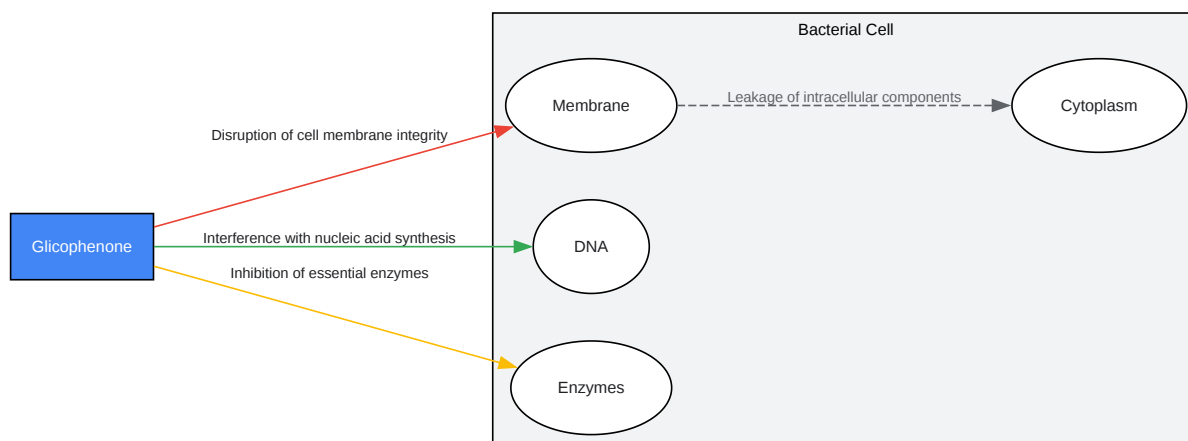 Bacterial Cell
Membrane
Leakage of intracellular components
Cytoplasm
Disruption of cell membrane integrity
Glicophenone
Interference with nucleic acid synthesis
DNA
Inhibition of essential enzymes
Enzymes